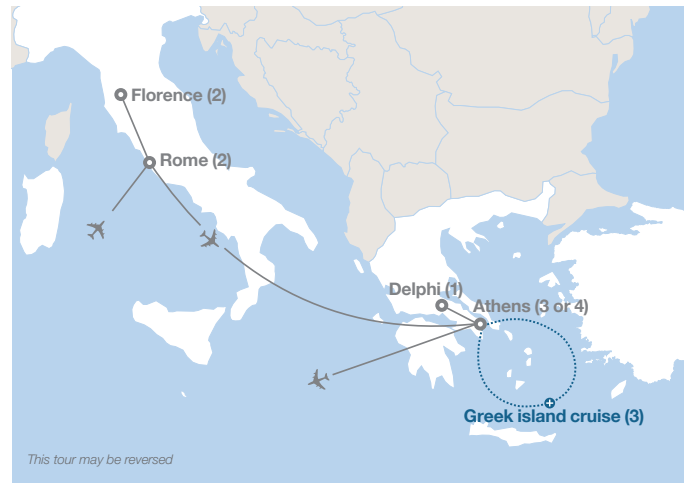 Florence (2)
Rome (2)
Delphi (1)
Athens (3 or 4)
Greek island cruise (3)
This tour may be reversed